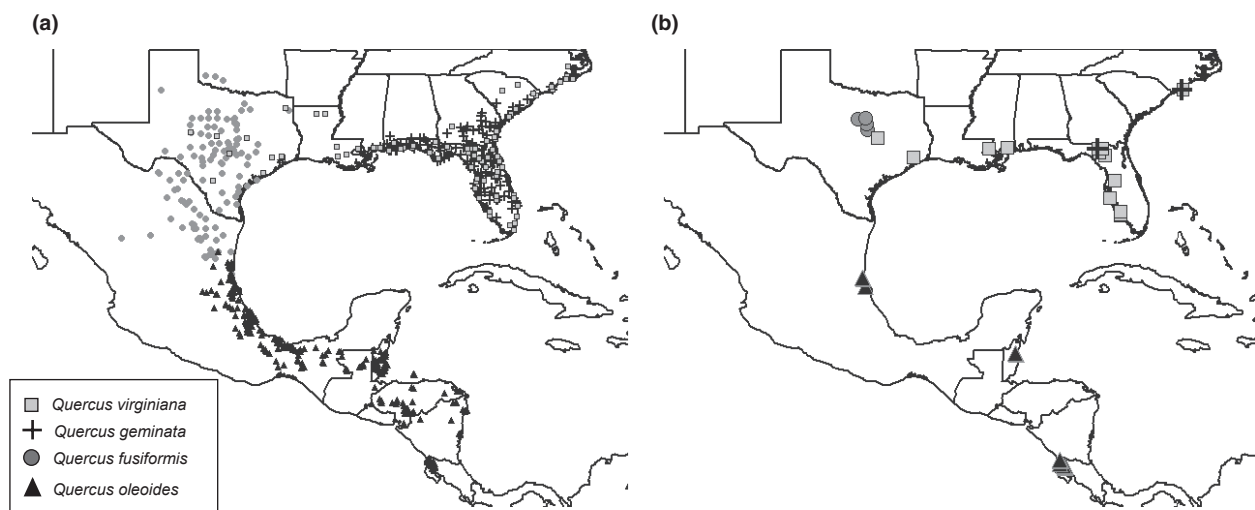 (a)
(b)
Quercus virginiana
Quercus geminata
Quercus fusiformis
Quercus oleoides